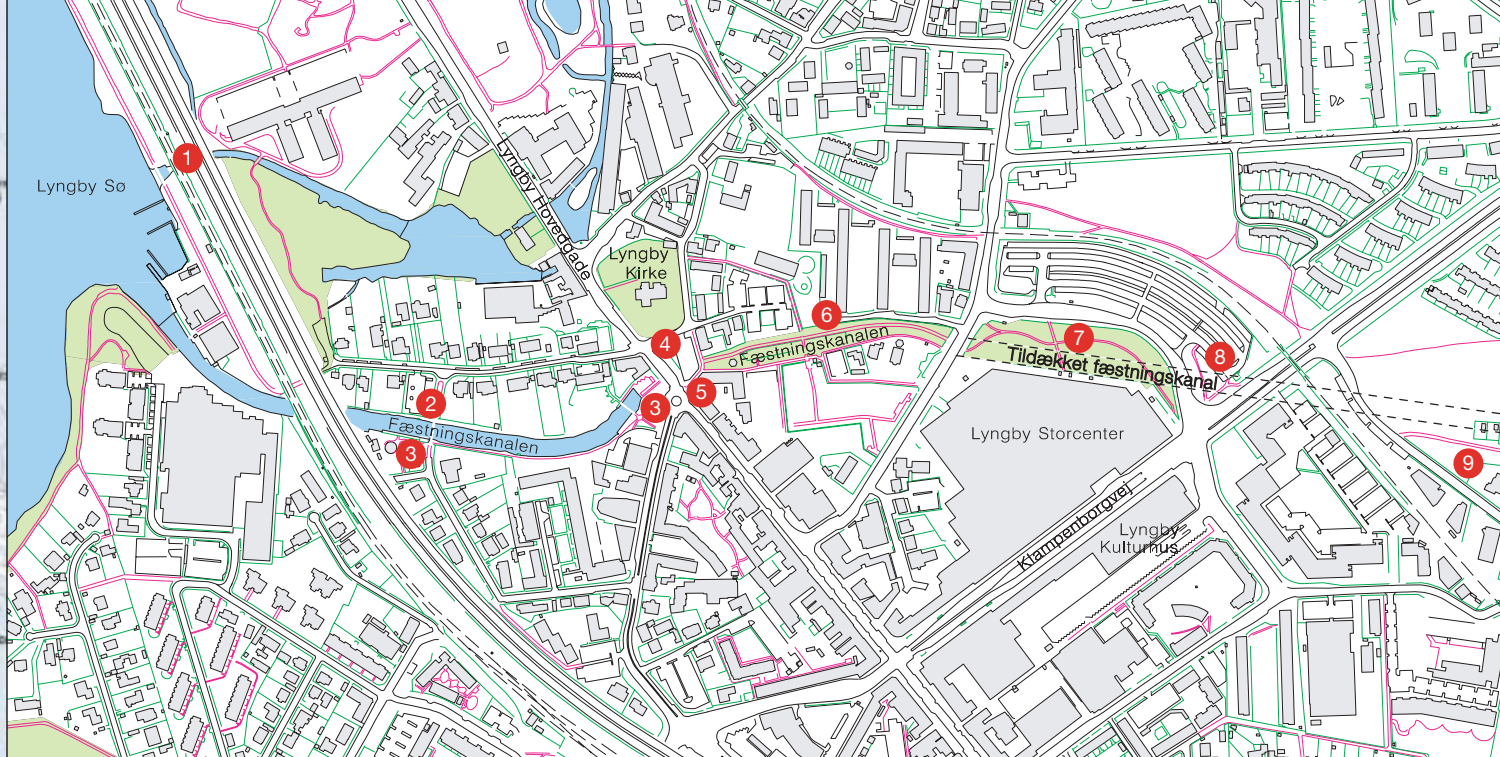 1
Lyngby Sø
Lyngby Hovedgade
Lyngby
Kirke
6
Fæstningskanalen
4
7
Tildækket fæstningskanal
8
5
3
2
Fæstningskanalen
3
Lyngby Storcenter
9
Klampenborgvej
Lyngby
Kulturhus